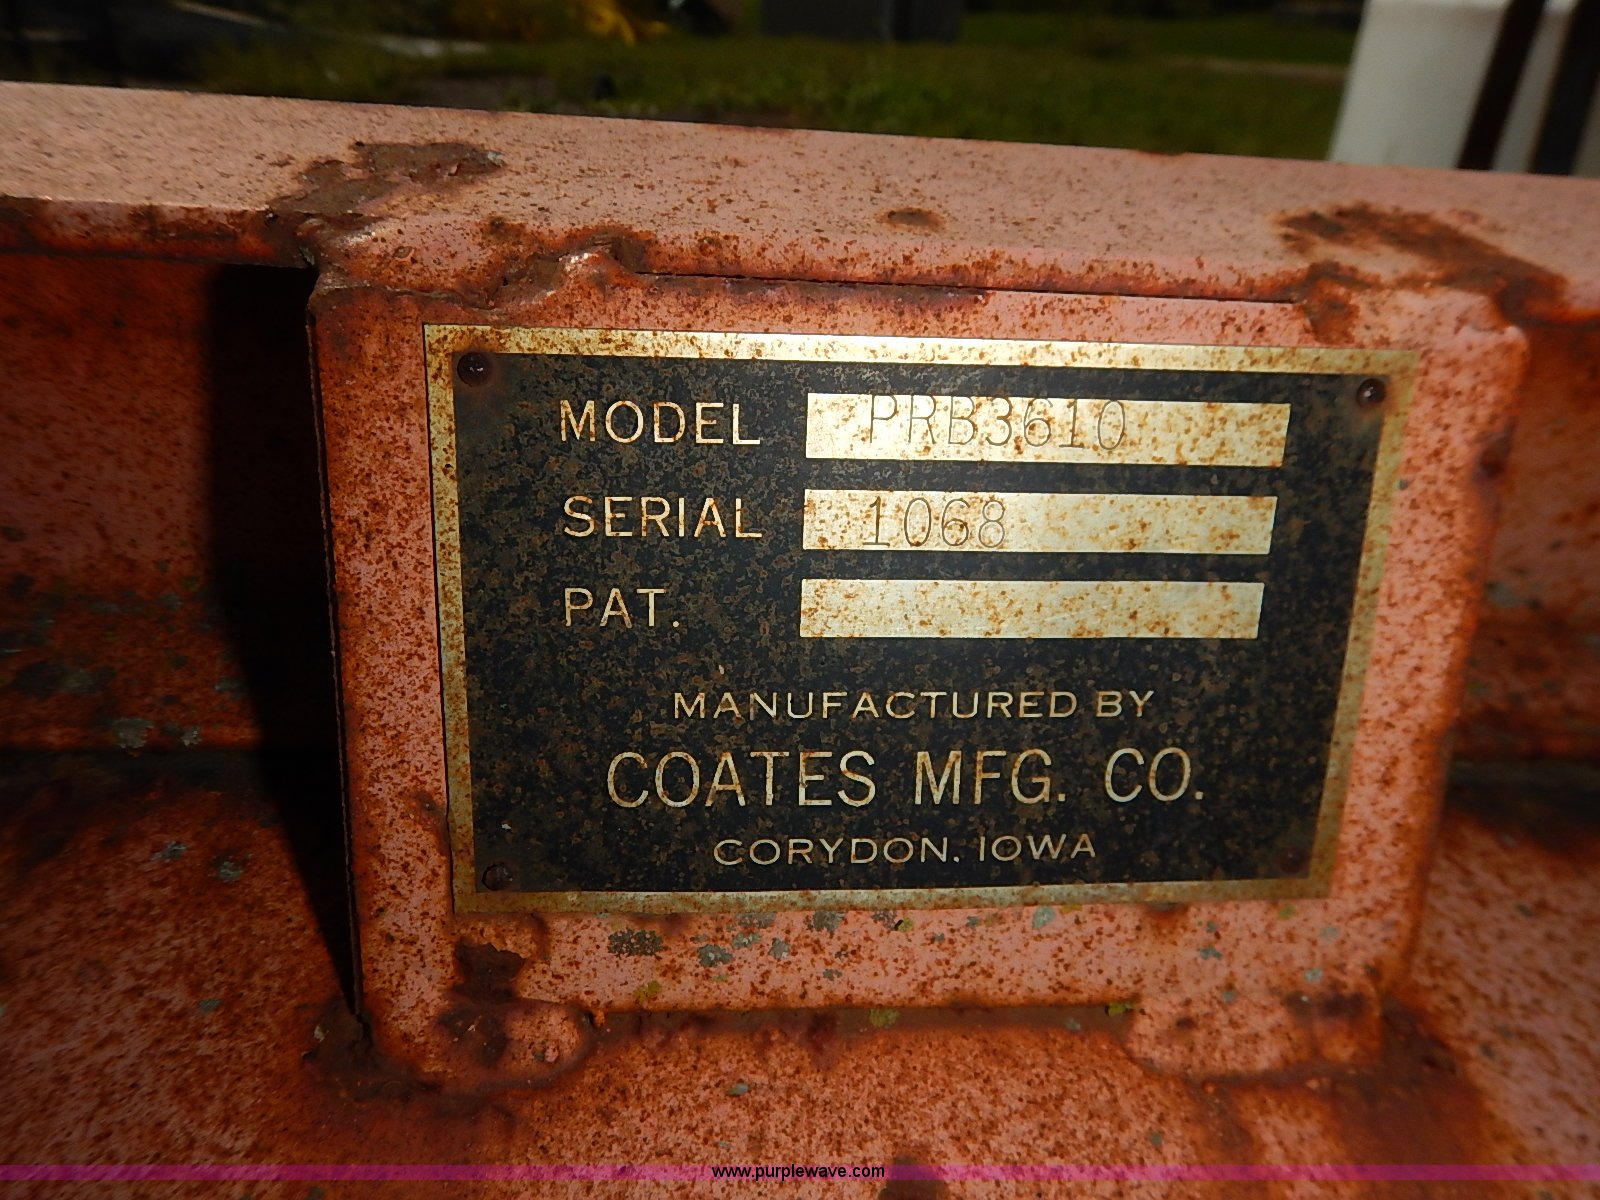 MODEL PRB3610
SERIAL 1068
PAT.
MANUFACTURED BY
COATES MFG. CO.
CORYDON, IOWA
www.purplewave.com